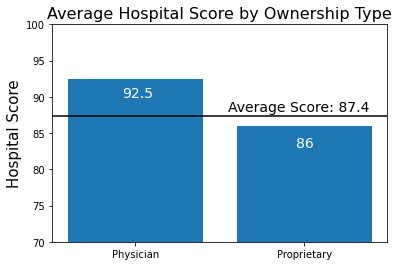 Average Hospital Score by Ownership Type
Hospital Score
100
95
90
85
80
75
70
92.5
Average Score: 87.4
86
Physician
Proprietary